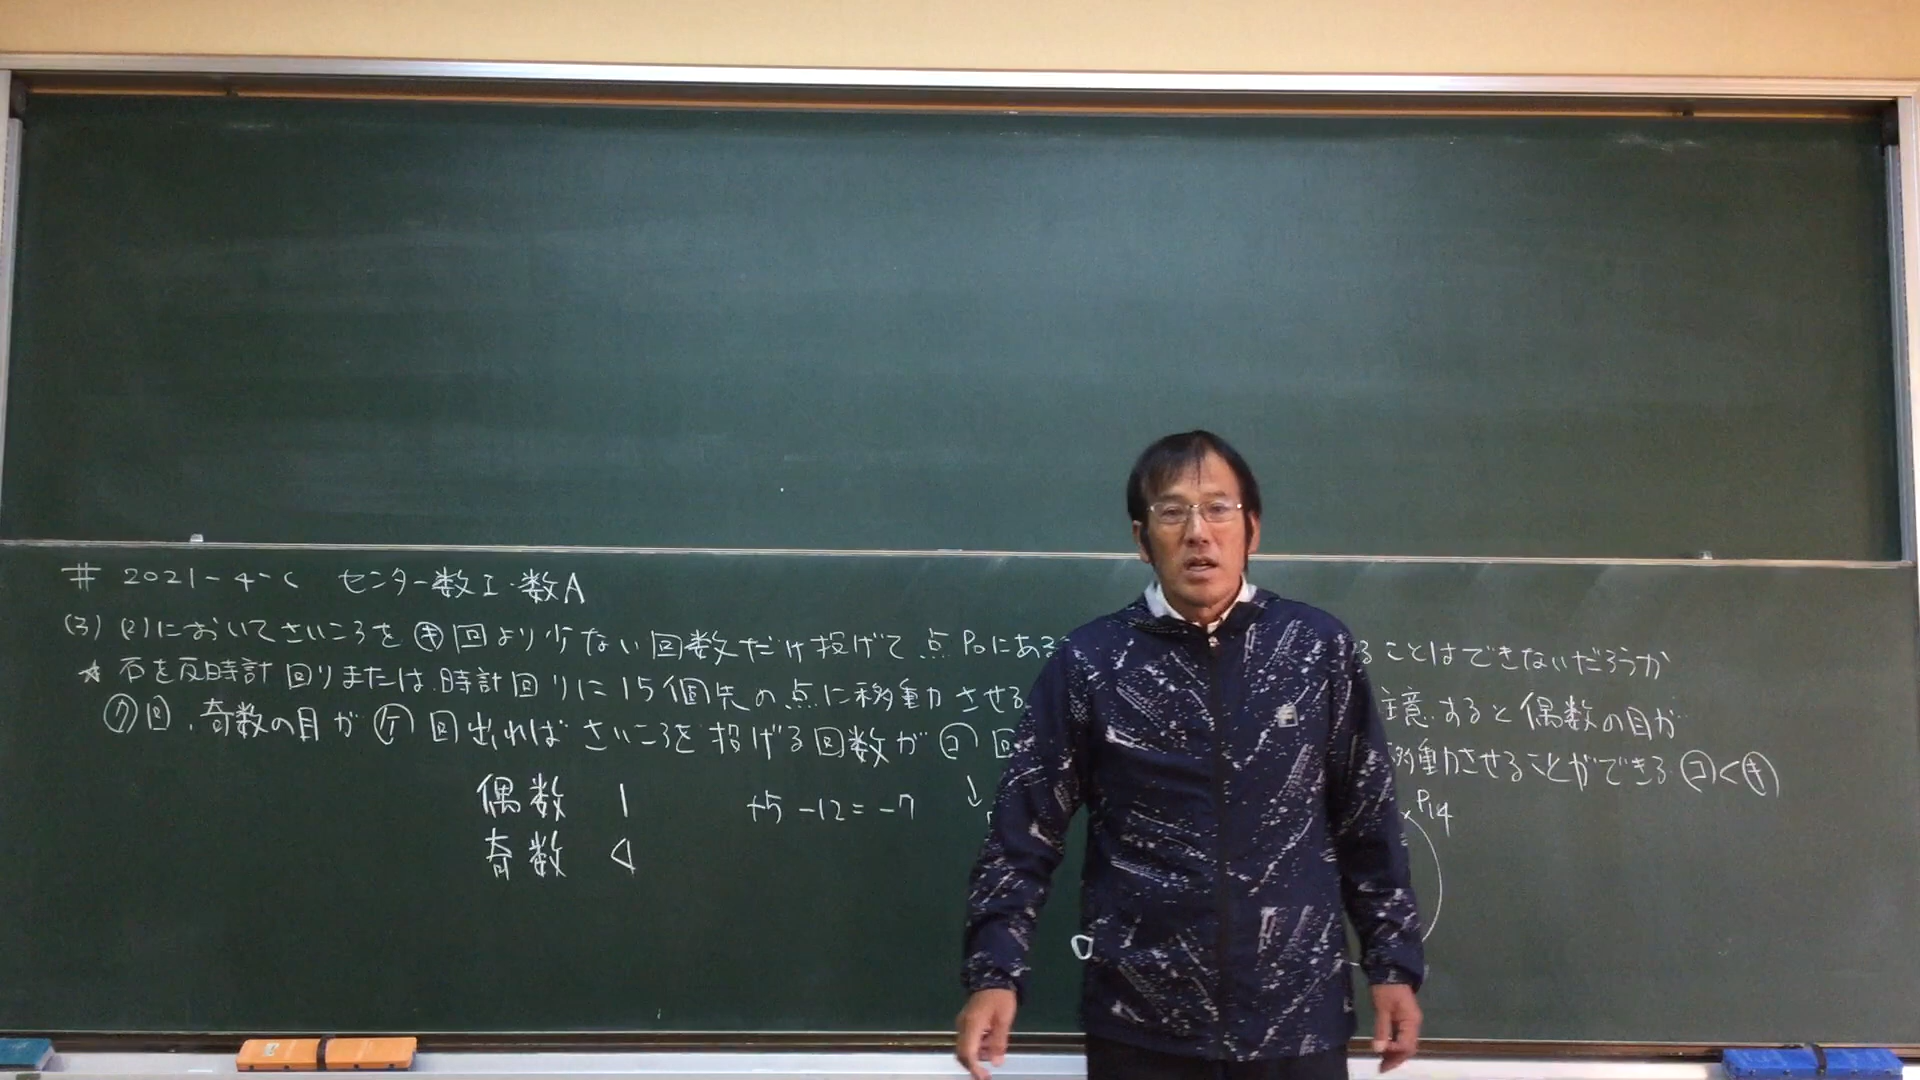 # 2021-4-く センター数I・数A
(3) (2)においてさいころを㋖回より少ない回数だけ投げて点P0にある ることはできないだろうか
☆ 石を反時計回りまたは時計回りに15個先の点に移動させる 意すると偶数の目が
㋗回、奇数の目が㋘回出ればさいころを投げる回数が㋙回 移動させることができる ㋙<㋖
偶数 1 +5-12=-7 ↓ P14
奇数 4